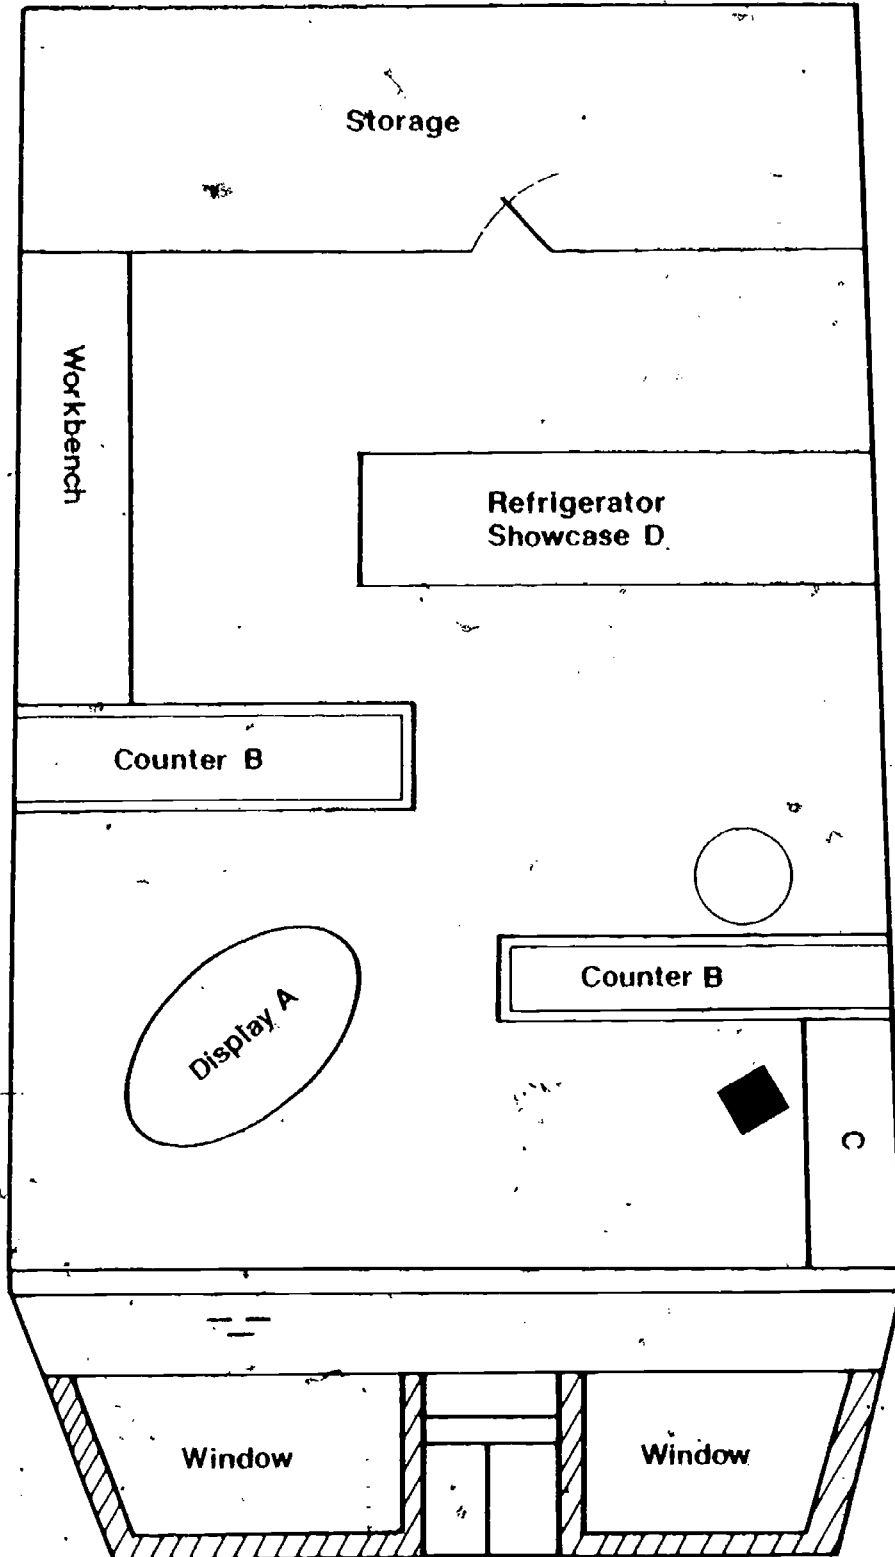 Storage
Workbench
Refrigerator
Showcase D
Counter B
Counter B
Display A
C
Window
Window